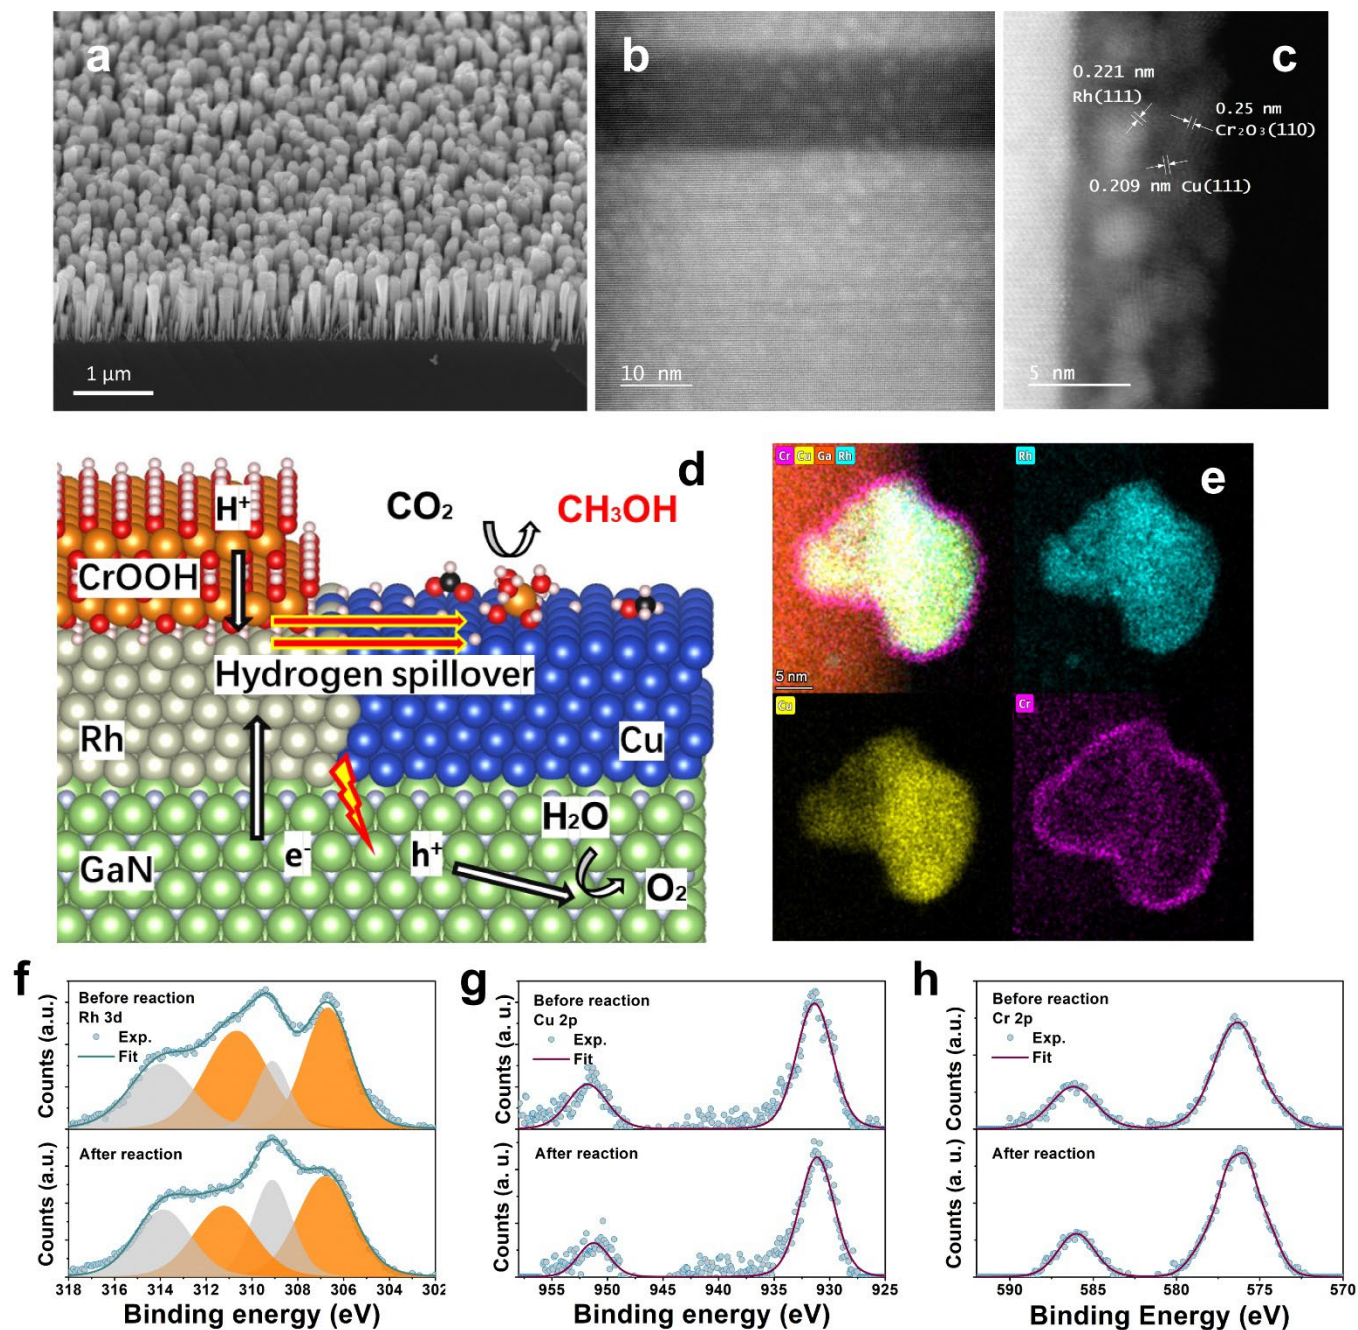 a
1 μm
b
10 nm
c
0.221 nm
Rh(111)
0.25 nm
Cr₂O₃(110)
0.209 nm Cu(111)
5 nm
d
H⁺
CO₂
CH₃OH
CrOOH
Hydrogen spillover
Rh
Cu
H₂O
e⁻
h⁺
GaN
O₂
e
Cr Cu Ga Rh
5 nm
Rh
Cu
Cr
f
Before reaction
Rh 3d
Exp.
Fit
Counts (a.u.)
After reaction
Counts (a.u.)
318 316 314 312 310 308 306 304 302
Binding energy (eV)
g
Before reaction
Cu 2p
Exp.
Fit
Counts (a. u.)
After reaction
Counts (a. u.)
955 950 945 940 935 930 925
Binding energy (eV)
h
Before reaction
Cr 2p
Exp.
Fit
Counts (a.u.)
After reaction
Counts (a. u.)
590 585 580 575 570
Binding Energy (eV)